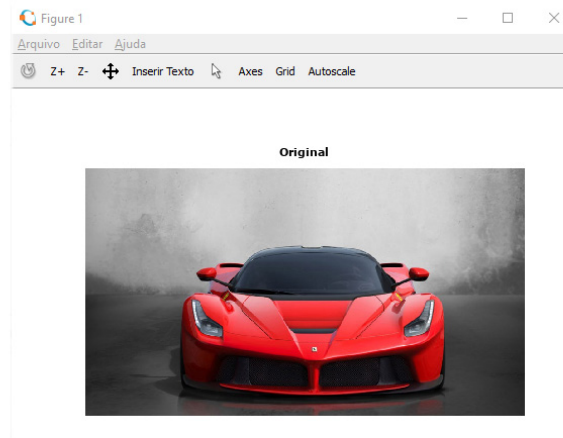 Figure 1
Arquivo Editar Ajuda
Z+ Z- Inserir Texto Axes Grid Autoscale
Original